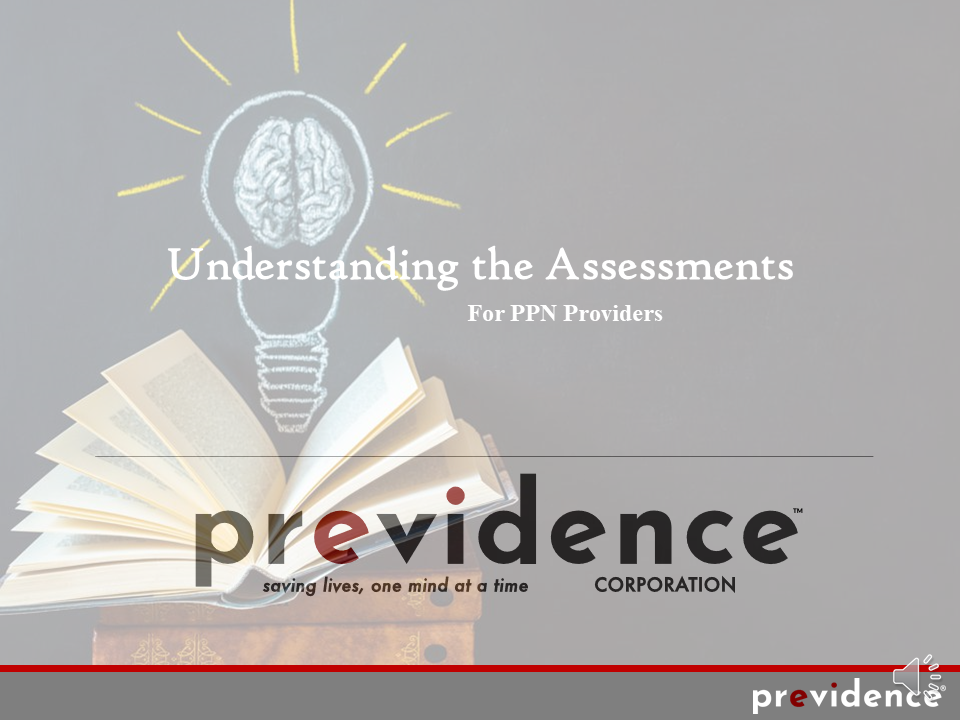 Understanding the Assessments
For PPN Providers
previdence™
saving lives, one mind at a time CORPORATION
previdence®